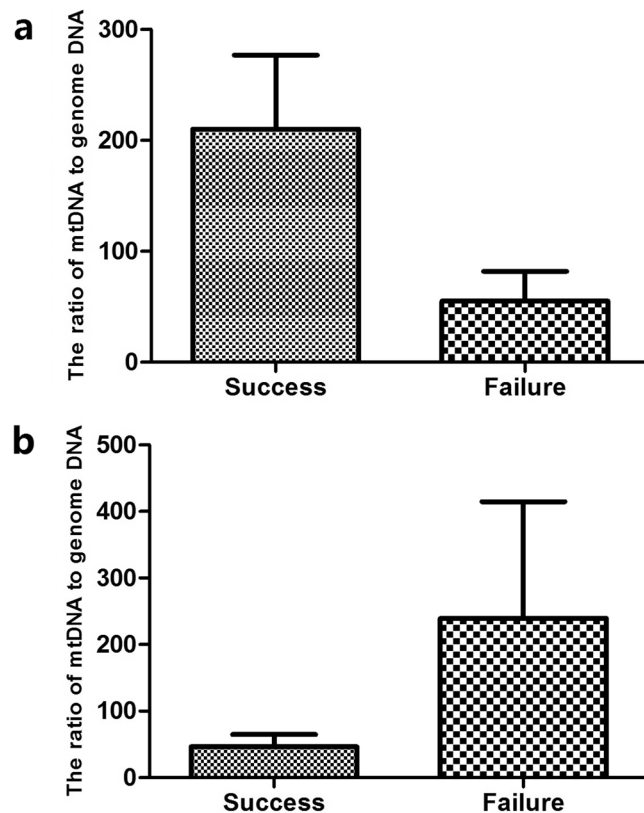 a
The ratio of mtDNA to genome DNA
300
200
100
0
Success Failure
b
The ratio of mtDNA to genome DNA
500
400
300
200
100
0
Success Failure